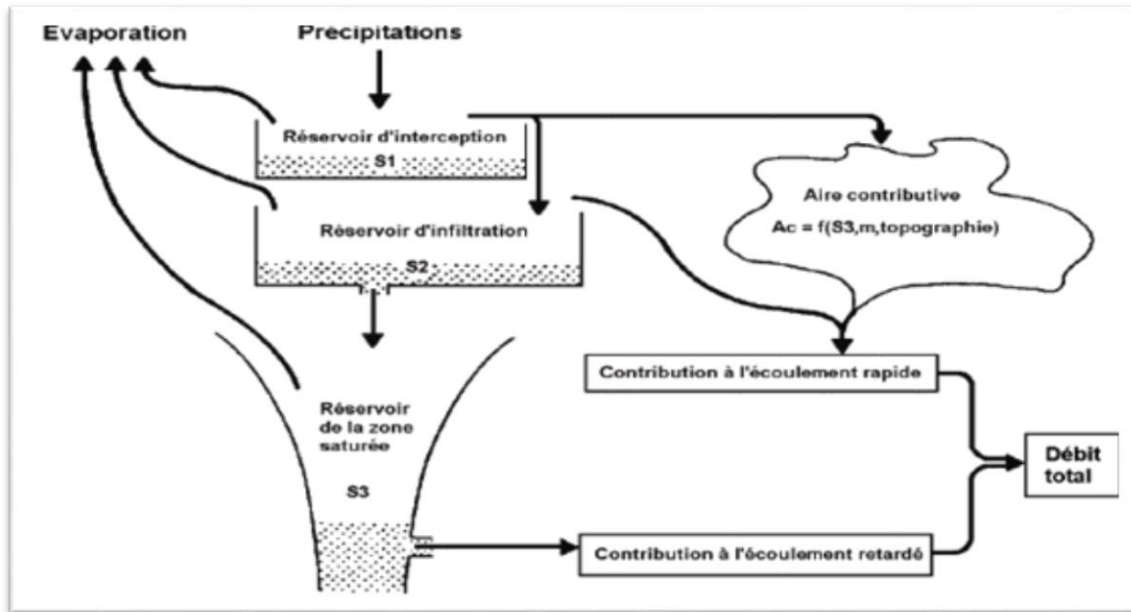 Evaporation
Précipitations
Réservoir d'interception
S1
Aire contributive
Ac = f(S3,m,topographie)
Réservoir d'infiltration
S2
Contribution à l'écoulement rapide
Réservoir
de la zone
saturée
S3
Débit
total
Contribution à l'écoulement retardé